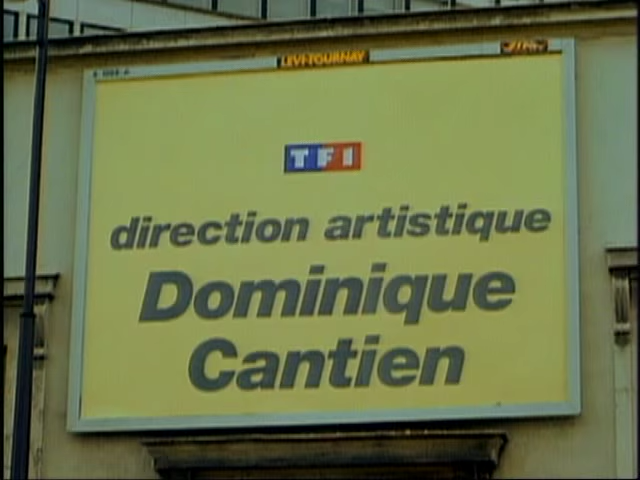 LEVI-TOURNAY
TF1
direction artistique
Dominique
Cantien